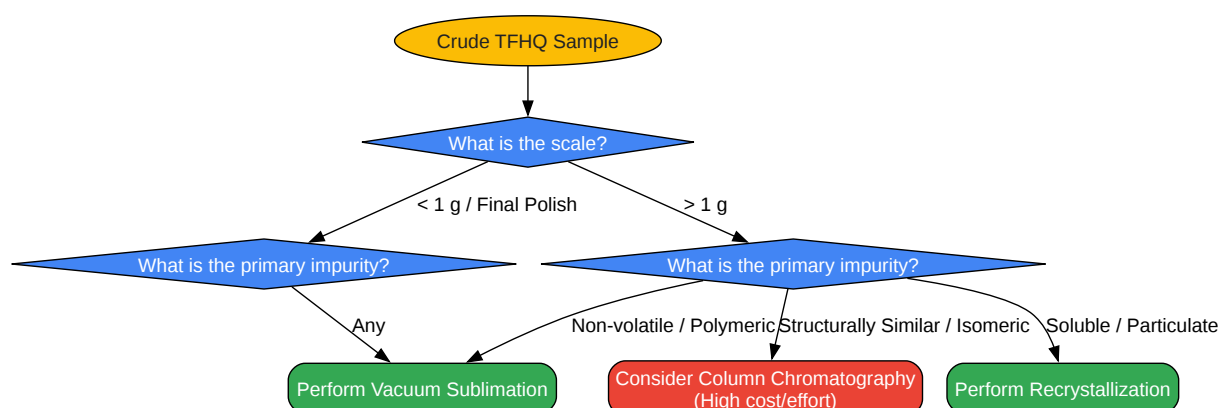 Crude TFHQ Sample
What is the scale?
< 1 g / Final Polish
> 1 g
What is the primary impurity?
What is the primary impurity?
Any
Non-volatile / Polymeric
Structurally Similar / Isomeric
Soluble / Particulate
Perform Vacuum Sublimation
Consider Column Chromatography
(High cost/effort)
Perform Recrystallization